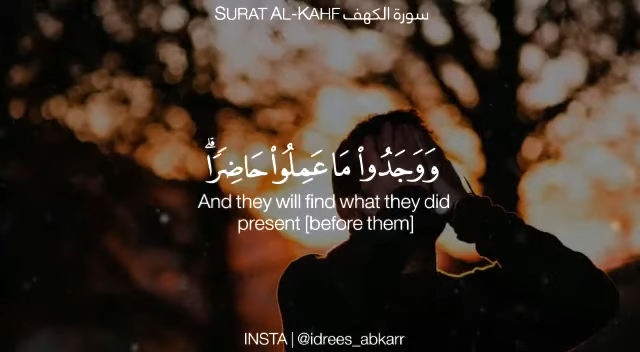 SURAT AL-KAHF سورة الكهف
وَوَجَدُوا۟ مَا عَمِلُوا۟ حَاضِرًۭا ۗ
And they will find what they did
present [before them]
INSTA | @idrees_abkarr